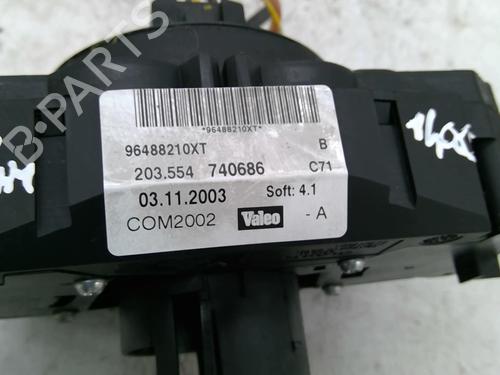 B-PARTS
*96488210XT*
96488210XT B
203.554 740686 C71
03.11.2003 Soft: 4.1
COM2002 Valeo - A